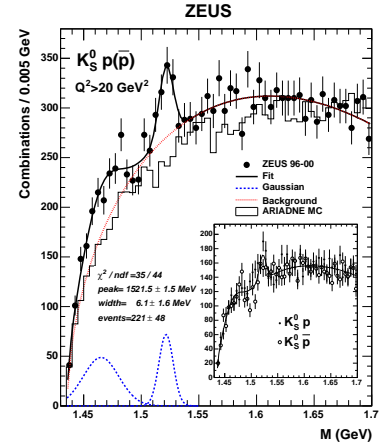 ZEUS
Combinations / 0.005 GeV
K⁰_S p(p̄)
Q²>20 GeV²
350
300
250
200
150
100
50
0
ZEUS 96-00
Fit
Gaussian
Background
ARIADNE MC
χ² / ndf =35 / 44
peak= 1521.5 ± 1.5 MeV
width= 6.1± 1.6 MeV
events=221± 48
200
180
160
140
120
100
80
60
40
20
0
K⁰_S p
K⁰_S p̄
1.45 1.5 1.55 1.6 1.65 1.7
1.45 1.5 1.55 1.6 1.65 1.7
M (GeV)